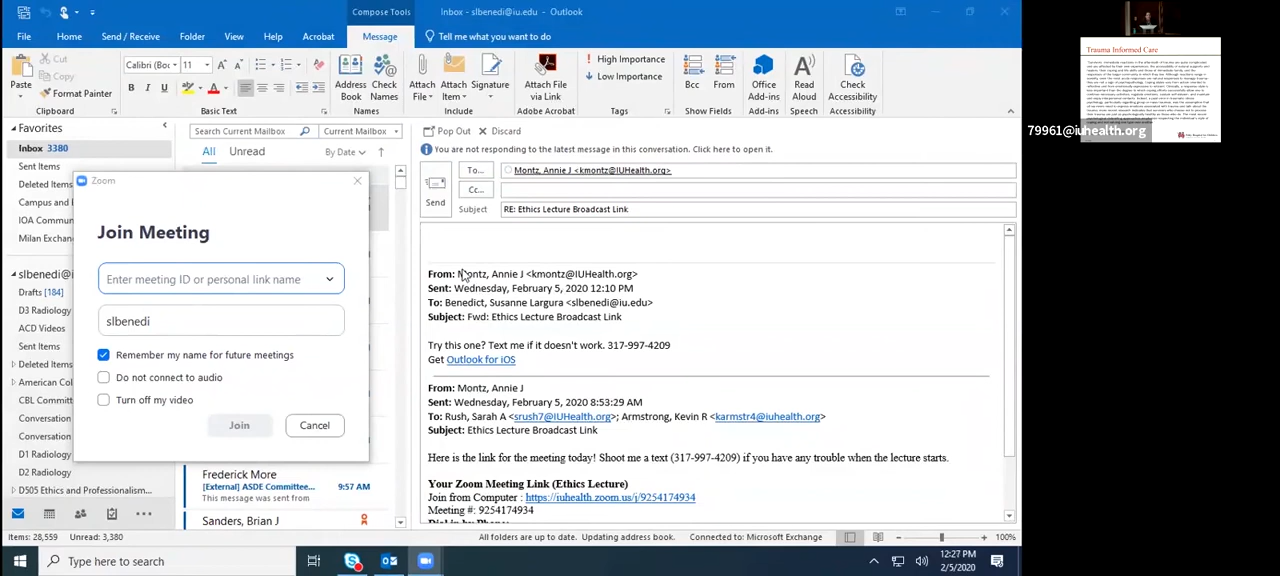 Compose Tools
Inbox - slbenedi@iu.edu - Outlook
File Home Send / Receive Folder View Help Acrobat Message Tell me what you want to do
Paste
Cut
Copy
Format Painter
Calibri (Bo 11
B I U
Address Book
Check Names
Attach File
Attach Item
Signature
Attach File via Link
High Importance
Low Importance
Bcc
From
Office Add-ins
Read Aloud
Check Accessibility
Clipboard
Basic Text
Names
Include
Adobe Acrobat
Tags
Show Fields
Add-ins
Speech
Accessibility
Favorites
Inbox 3380
Sent Items
Deleted Items
Campus and
IOA Commun
Milan Exchan
slbenedi@i
Drafts [184]
D3 Radiology
ACD Videos
Sent Items
Deleted Items
American Col
CBL Committ
Conversation
Conversation
D1 Radiology
D2 Radiology
D505 Ethics and Professionalism...
Search Current Mailbox
Current Mailbox
All Unread
By Date
Zoom
Join Meeting
Enter meeting ID or personal link name
slbenedi
Remember my name for future meetings
Do not connect to audio
Turn off my video
Join
Cancel
Frederick More
[External] ASDE Committee...
9:57 AM
This message was sent from
Sanders, Brian J
Pop Out
Discard
You are not responding to the latest message in this conversation. Click here to open it.
Send
To...
Montz, Annie J <kmontz@IUHealth.org>
Cc...
Subject
RE: Ethics Lecture Broadcast Link
From: Montz, Annie J <kmontz@IUHealth.org>
Sent: Wednesday, February 5, 2020 12:10 PM
To: Benedict, Susanne Largura <slbenedi@iu.edu>
Subject: Fwd: Ethics Lecture Broadcast Link
Try this one? Text me if it doesn't work. 317-997-4209
Get Outlook for iOS
From: Montz, Annie J
Sent: Wednesday, February 5, 2020 8:53:29 AM
To: Rush, Sarah A <srush7@IUHealth.org>; Armstrong, Kevin R <karmstr4@iuhealth.org>
Subject: Ethics Lecture Broadcast Link
Here is the link for the meeting today! Shoot me a text (317-997-4209) if you have any trouble when the lecture starts.
Your Zoom Meeting Link (Ethics Lecture)
Join from Computer : https://iuhealth.zoom.us/j/9254174934
Meeting #: 9254174934
Dial in by Phone:
Items: 28,559 Unread: 3,380
All folders are up to date. Updating address book.
Connected to: Microsoft Exchange
100%
Type here to search
12:27 PM
2/5/2020
Trauma Informed Care
79961@iuhealth.org